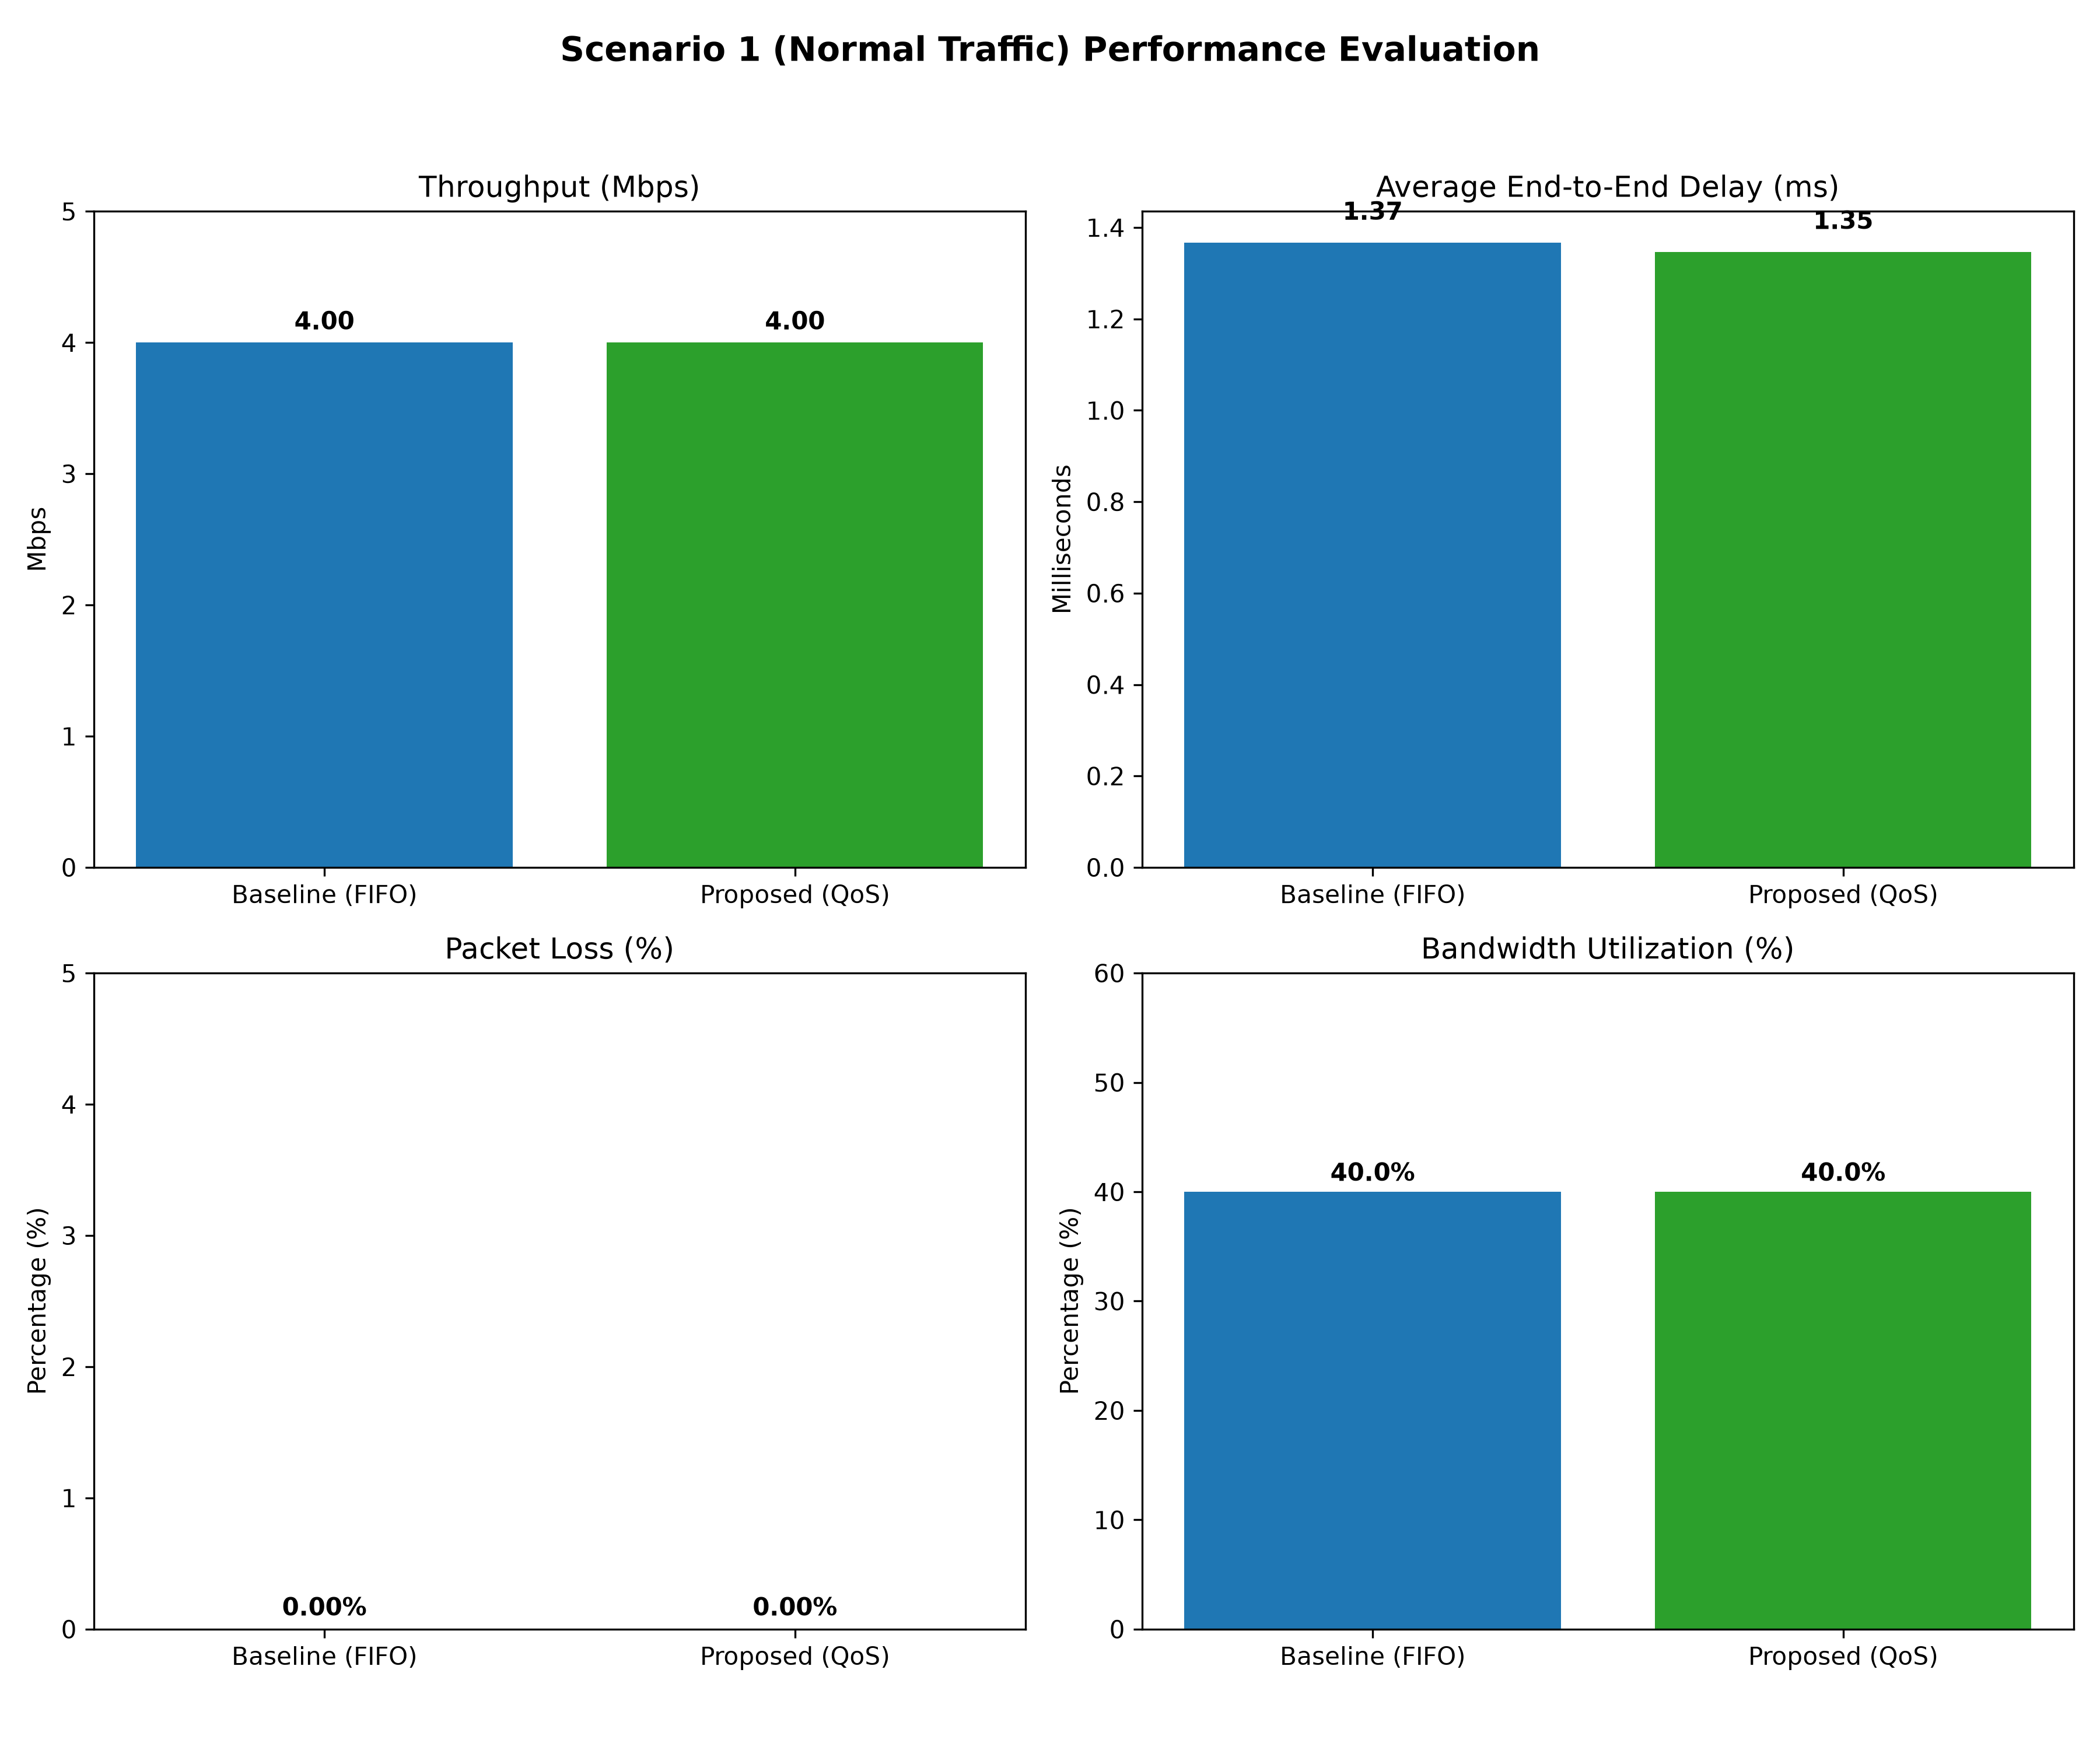 Scenario 1 (Normal Traffic) Performance Evaluation
Throughput (Mbps)
5
4
3
2
1
0
Mbps
4.00
4.00
Baseline (FIFO)
Proposed (QoS)
Average End-to-End Delay (ms)
1.4
1.2
1.0
0.8
0.6
0.4
0.2
0.0
Milliseconds
1.37
1.35
Baseline (FIFO)
Proposed (QoS)
Packet Loss (%)
5
4
3
2
1
0
Percentage (%)
0.00%
0.00%
Baseline (FIFO)
Proposed (QoS)
Bandwidth Utilization (%)
60
50
40
30
20
10
0
Percentage (%)
40.0%
40.0%
Baseline (FIFO)
Proposed (QoS)